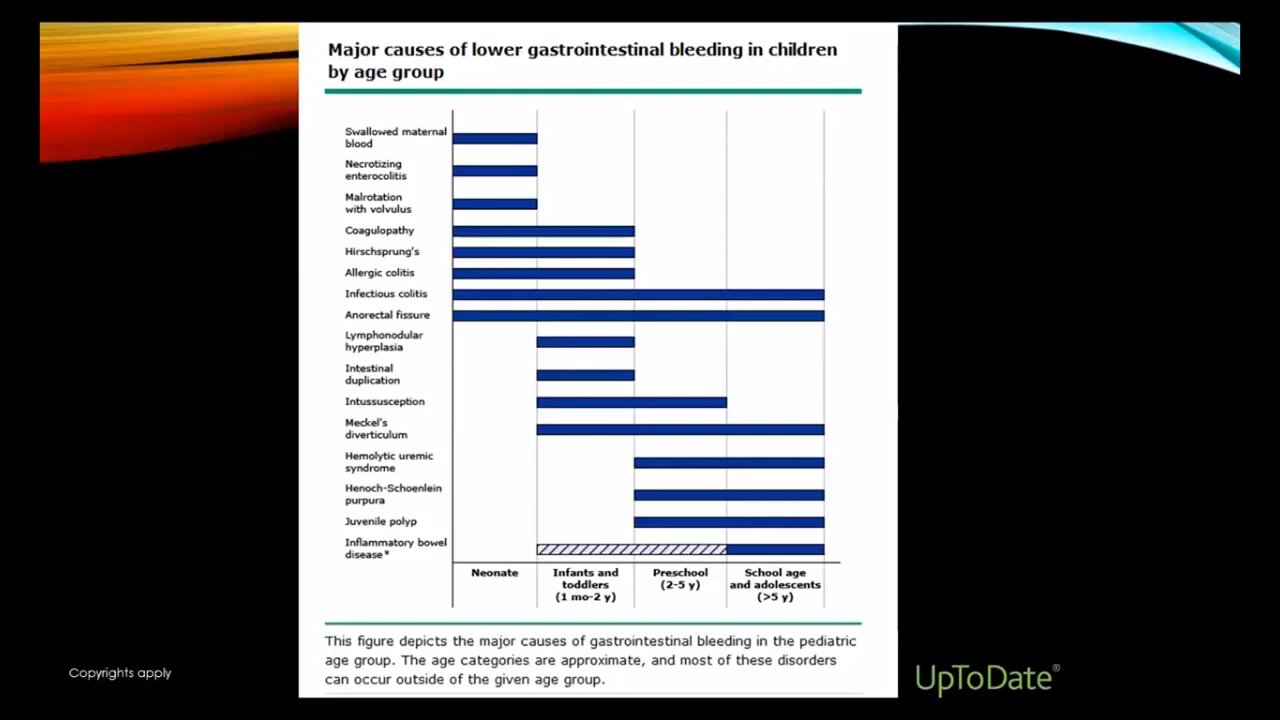 Major causes of lower gastrointestinal bleeding in children
by age group
Swallowed maternal
blood
Necrotizing
enterocolitis
Malrotation
with volvulus
Coagulopathy
Hirschsprung's
Allergic colitis
Infectious colitis
Anorectal fissure
Lymphonodular
hyperplasia
Intestinal
duplication
Intussusception
Meckel's
diverticulum
Hemolytic uremic
syndrome
Henoch-Schoenlein
purpura
Juvenile polyp
Inflammatory bowel
disease*
Neonate
Infants and
toddlers
(1 mo-2 y)
Preschool
(2-5 y)
School age
and adolescents
(>5 y)
This figure depicts the major causes of gastrointestinal bleeding in the pediatric
age group. The age categories are approximate, and most of these disorders
can occur outside of the given age group.
Copyrights apply
UpToDate®